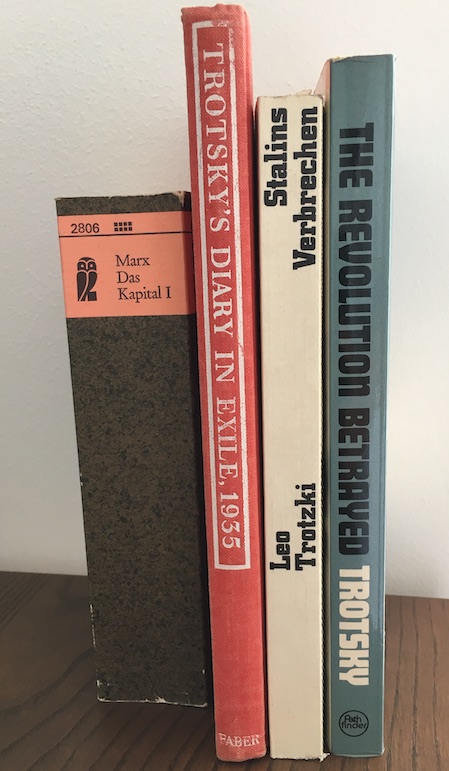 2806
Marx
Das
Kapital I
TROTSKY'S DIARY IN EXILE, 1935
FABER
Stalins
Verbrechen
Leo
Trotzki
THE REVOLUTION BETRAYED TROTSKY
Path
finder